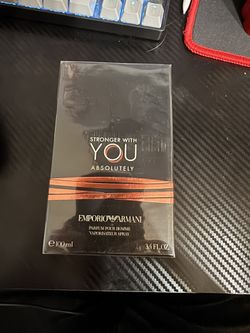 STRONGER WITH
YOU
ABSOLUTELY
EMPORIO ARMANI
PARFUM POUR HOMME
VAPORISATEUR SPRAY
℮100ml 3.4 FL.OZ.